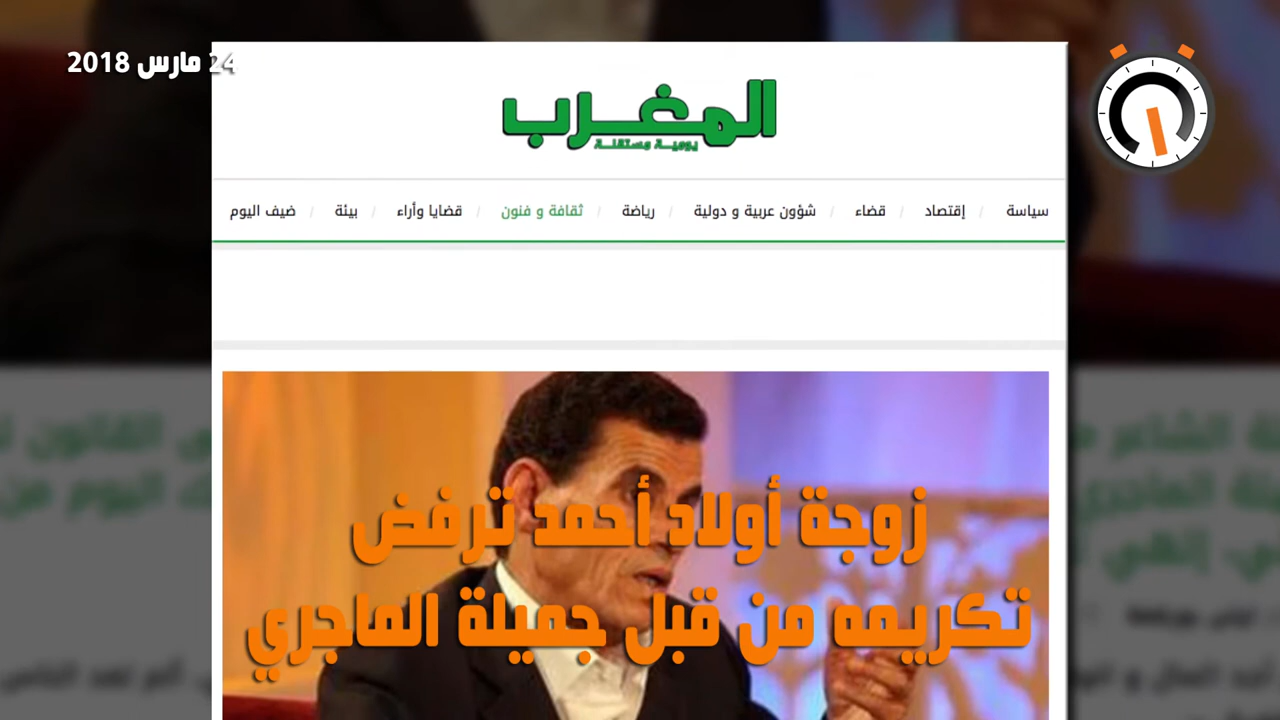 24 مارس 2018
المغرب
يومية مستقلة
سياسة / إقتصاد / قضاء / شؤون عربية و دولية / رياضة / ثقافة و فنون / قضايا وأراء / بيئة / ضيف اليوم
زوجة أولاد أحمد ترفض
تكريمه من قبل جميلة الماجري